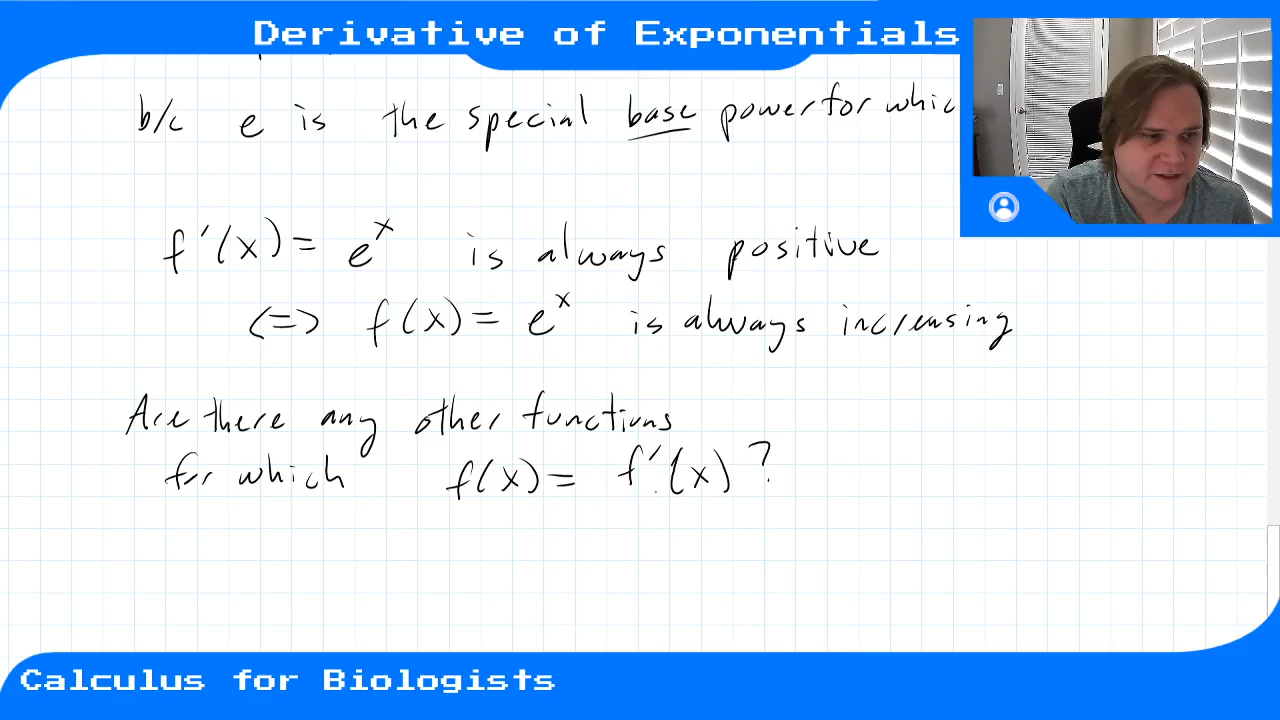 Derivative of Exponentials
b/c e is the special base power for whic
f'(x) = e^x is always positive
<=> f(x) = e^x is always increasing
Are there any other functions
for which f(x) = f'(x)?
Calculus for Biologists